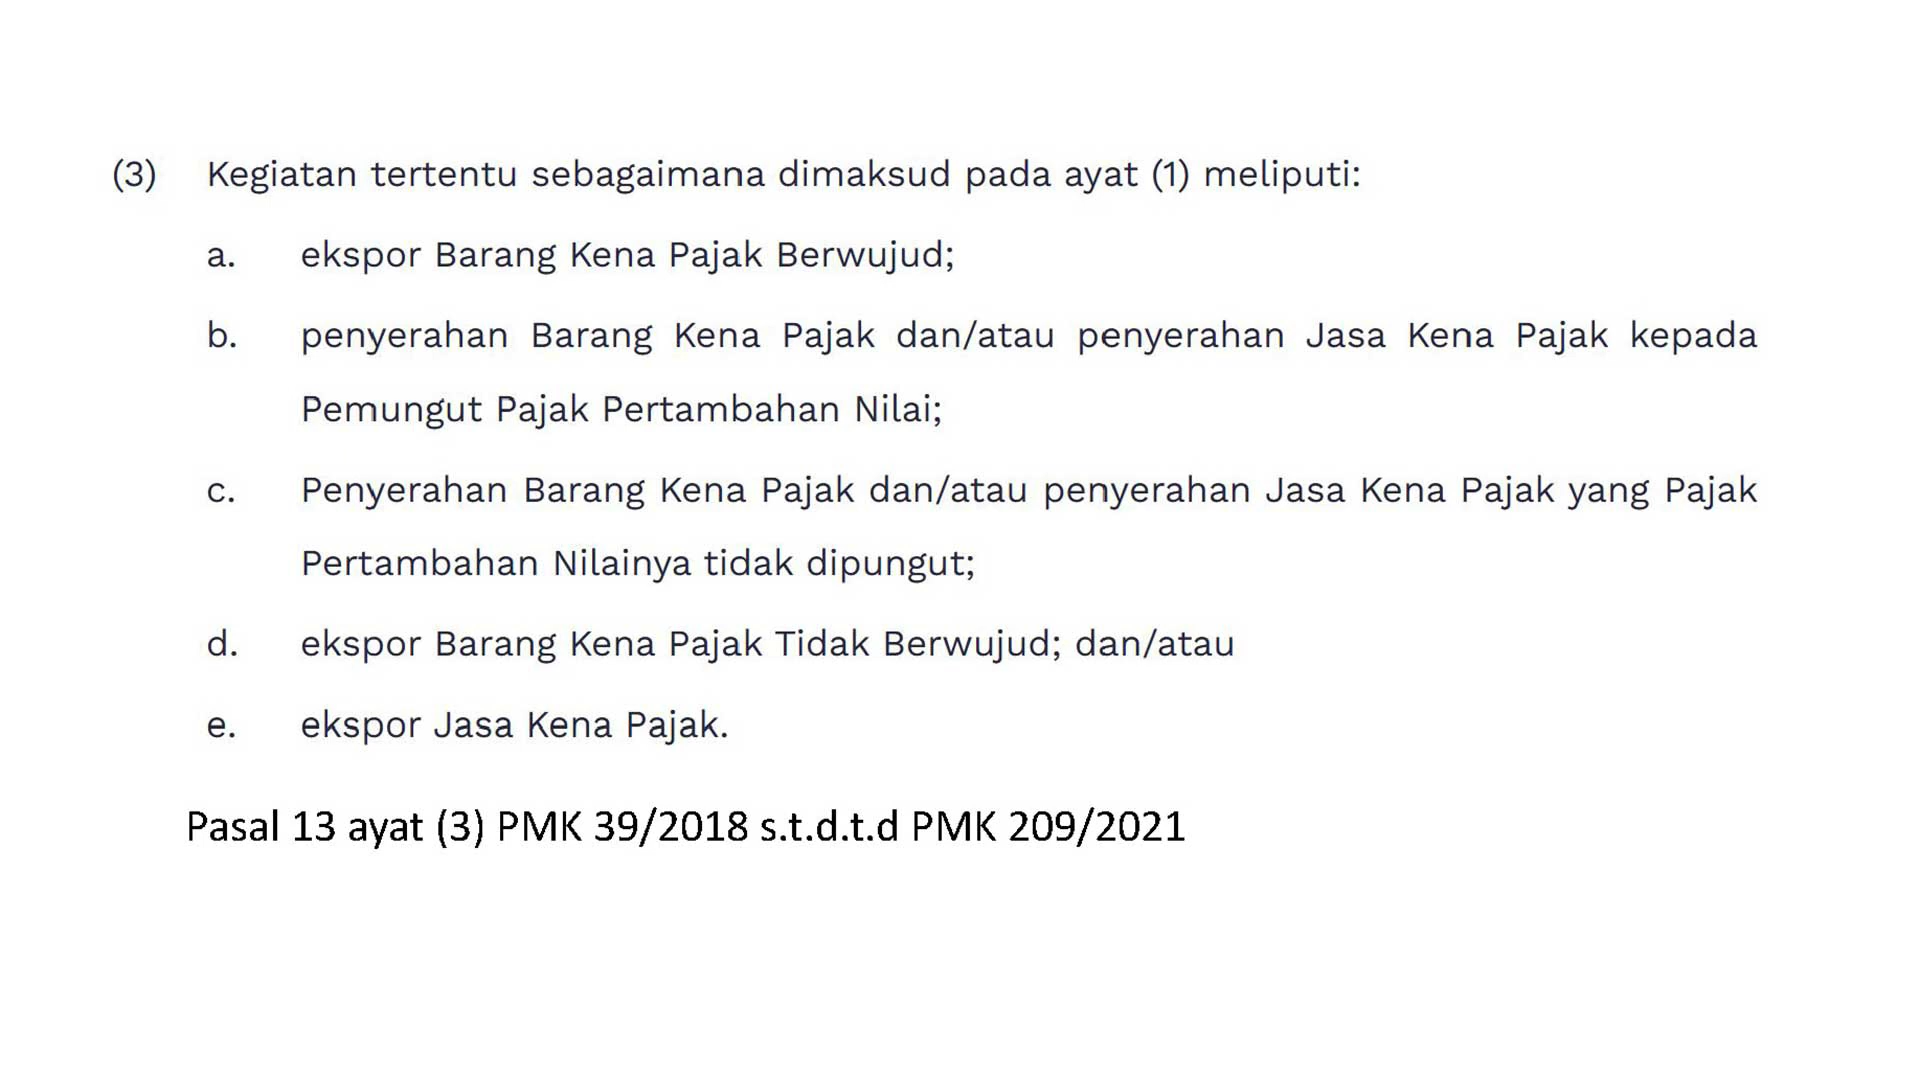 (3) Kegiatan tertentu sebagaimana dimaksud pada ayat (1) meliputi:
a. ekspor Barang Kena Pajak Berwujud;
b. penyerahan Barang Kena Pajak dan/atau penyerahan Jasa Kena Pajak kepada
Pemungut Pajak Pertambahan Nilai;
c. Penyerahan Barang Kena Pajak dan/atau penyerahan Jasa Kena Pajak yang Pajak
Pertambahan Nilainya tidak dipungut;
d. ekspor Barang Kena Pajak Tidak Berwujud; dan/atau
e. ekspor Jasa Kena Pajak.
Pasal 13 ayat (3) PMK 39/2018 s.t.d.t.d PMK 209/2021